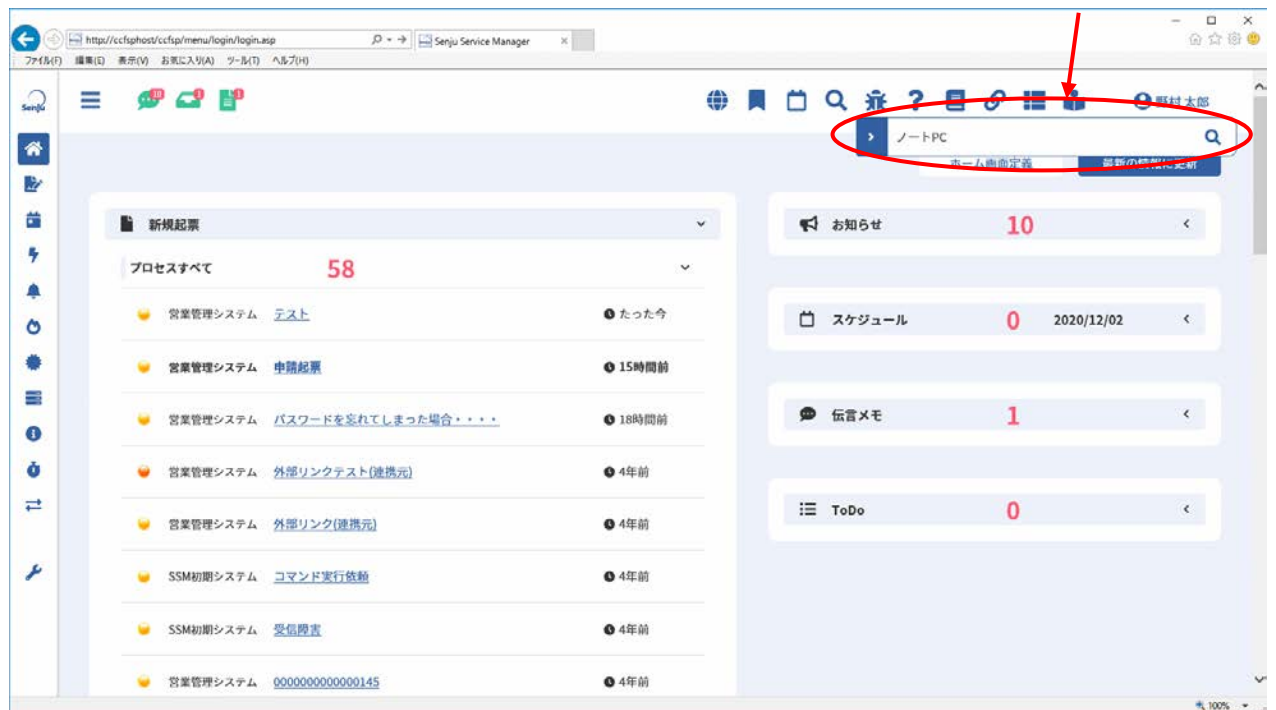 http://ccfsphost/ccfsp/menu/login/login.asp
Senju Service Manager
ファイル(F) 編集(E) 表示(V) お気に入り(A) ツール(T) ヘルプ(H)
Senju
10 1 1
野村太郎
ノートPC
ホーム画面定義 最新の情報に更新
新規起票
プロセスすべて 58
営業管理システム テスト たった今
営業管理システム 申請起票 15時間前
営業管理システム パスワードを忘れてしまった場合・・・・ 18時間前
営業管理システム 外部リンクテスト(連携元) 4年前
営業管理システム 外部リンク(連携元) 4年前
SSM初期システム コマンド実行依頼 4年前
SSM初期システム 受信障害 4年前
営業管理システム 0000000000000145 4年前
お知らせ 10
スケジュール 0 2020/12/02
伝言メモ 1
ToDo 0
100%